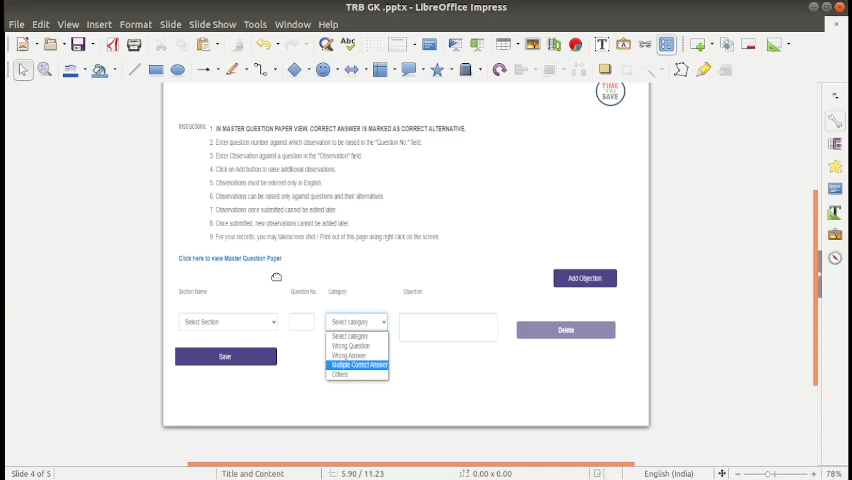 TRB GK .pptx - LibreOffice Impress
File Edit View Insert Format Slide Slide Show Tools Window Help
TIME
TO
SAVE
Instructions: 1. IN MASTER QUESTION PAPER VIEW, CORRECT ANSWER IS MARKED AS CORRECT ALTERNATIVE.
2. Enter question number against which observation to be raised in the "Question No." field.
3. Enter Observation against a question in the "Observation" field
4. Click on Add button to raise additional observations.
5. Observations must be entered only in English.
6. Observations can be raised only against questions and their alternatives.
7. Observations once submitted cannot be edited later
8. Once submitted, new observations cannot be added later.
9. For your records, you may takescreen shot / Print out of this page using right click on the screen.
Click here to view Master Question Paper
Add Objection
Section Name Question No. Category Objection
Select Section Select category
Delete
Select category
Wrting Question
Wrting Answer
Save
Multiple Correct Answer
Others
Slide 4 of 5 Title and Content 5.90 / 11.23 0.00 x 0.00 English (India) 78%